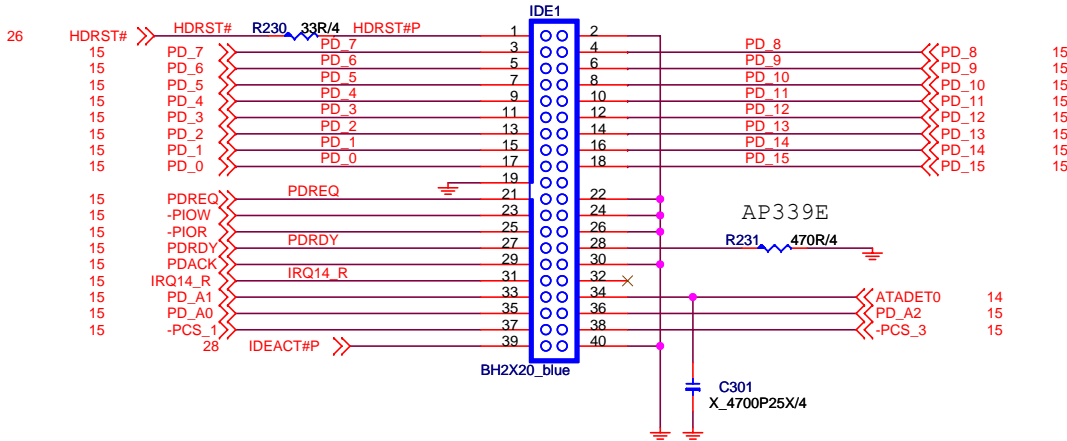 IDE1
26 HDRST# HDRST# R230 33R/4 HDRST#P 1 2
15 PD_7 PD_7 3 4 PD_8 PD_8 15
15 PD_6 PD_6 5 6 PD_9 PD_9 15
15 PD_5 PD_5 7 8 PD_10 PD_10 15
15 PD_4 PD_4 9 10 PD_11 PD_11 15
15 PD_3 PD_3 11 12 PD_12 PD_12 15
15 PD_2 PD_2 13 14 PD_13 PD_13 15
15 PD_1 PD_1 15 16 PD_14 PD_14 15
15 PD_0 PD_0 17 18 PD_15 PD_15 15
19
15 PDREQ PDREQ 21 22
15 -PIOW 23 24 AP339E
15 -PIOR 25 26
15 PDRDY PDRDY 27 28 R231 470R/4
15 PDACK 29 30
15 IRQ14_R IRQ14_R 31 32
15 PD_A1 33 34 ATADET0 14
15 PD_A0 35 36 PD_A2 15
15 -PCS_1 37 38 -PCS_3 15
28 IDEACT#P 39 40
BH2X20_blue
C301
X_4700P25X/4